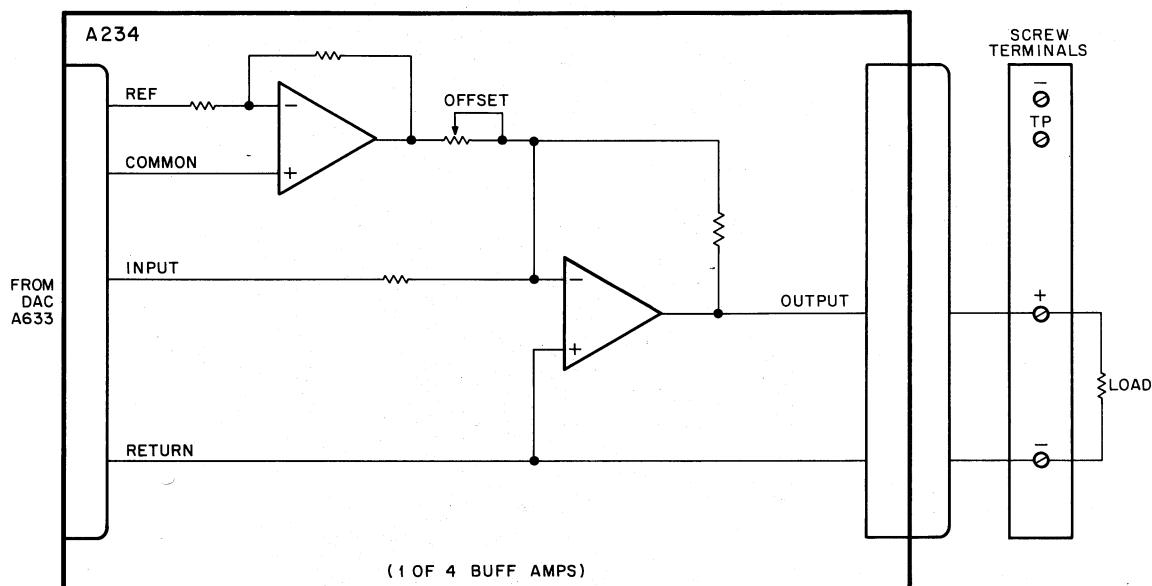 A234
SCREW
TERMINALS
REF
OFFSET
−
TP
−
COMMON
+
INPUT
FROM
DAC
A633
−
OUTPUT
+
+
LOAD
RETURN
−
(1 OF 4 BUFF AMPS)